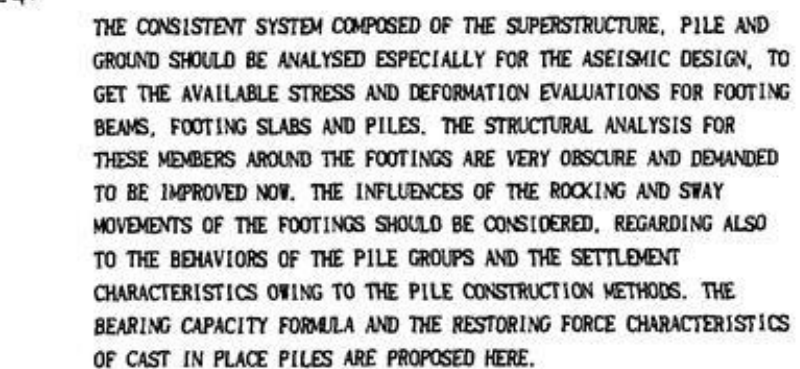 THE CONSISTENT SYSTEM COMPOSED OF THE SUPERSTRUCTURE, PILE AND
GROUND SHOULD BE ANALYSED ESPECIALLY FOR THE ASEISMIC DESIGN, TO
GET THE AVAILABLE STRESS AND DEFORMATION EVALUATIONS FOR FOOTING
BEAMS, FOOTING SLABS AND PILES. THE STRUCTURAL ANALYSIS FOR
THESE MEMBERS AROUND THE FOOTINGS ARE VERY OBSCURE AND DEMANDED
TO BE IMPROVED NOW. THE INFLUENCES OF THE ROCKING AND SWAY
MOVEMENTS OF THE FOOTINGS SHOULD BE CONSIDERED, REGARDING ALSO
TO THE BEHAVIORS OF THE PILE GROUPS AND THE SETTLEMENT
CHARACTERISTICS OWING TO THE PILE CONSTRUCTION METHODS. THE
BEARING CAPACITY FORMULA AND THE RESTORING FORCE CHARACTERISTICS
OF CAST IN PLACE PILES ARE PROPOSED HERE.